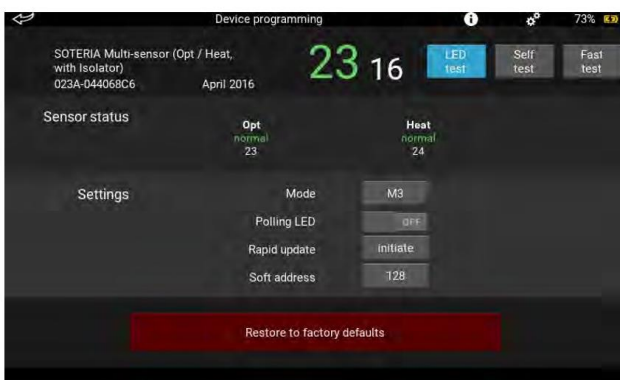 Device programming
73%
SOTERIA Multi-sensor (Opt / Heat,
with Isolator)
023A-044068C6 April 2016
23 16
LED
test
Self
test
Fast
test
Sensor status
Opt Heat
normal normal
23 24
Settings
Mode M3
Polling LED OFF
Rapid update initiate
Soft address 128
Restore to factory defaults